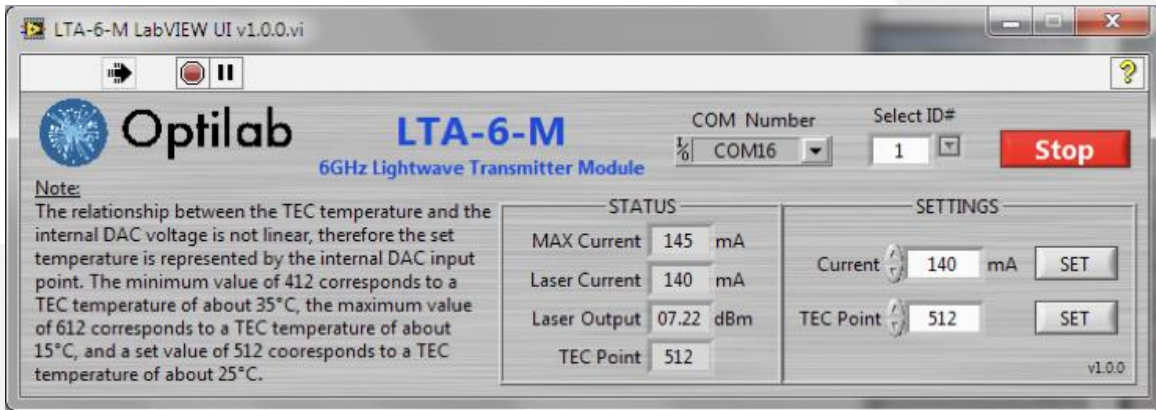 LTA-6-M LabVIEW UI v1.0.0.vi
Optilab
LTA-6-M
6GHz Lightwave Transmitter Module
COM Number
I/O COM16
Select ID#
1
Stop
Note:
The relationship between the TEC temperature and the
internal DAC voltage is not linear, therefore the set
temperature is represented by the internal DAC input
point. The minimum value of 412 corresponds to a
TEC temperature of about 35°C, the maximum value
of 612 corresponds to a TEC temperature of about
15°C, and a set value of 512 cooresponds to a TEC
temperature of about 25°C.
STATUS
MAX Current 145 mA
Laser Current 140 mA
Laser Output 07.22 dBm
TEC Point 512
SETTINGS
Current 140 mA SET
TEC Point 512 SET
v1.0.0